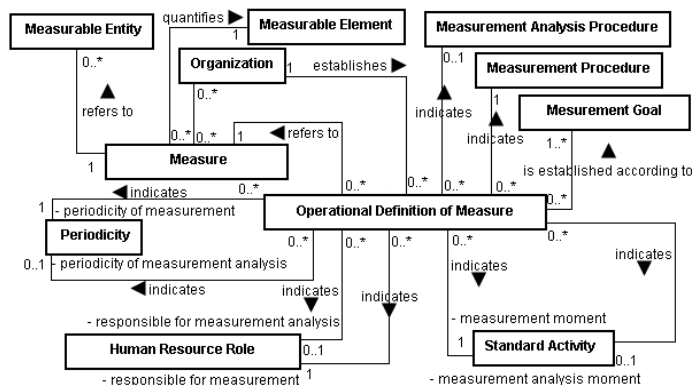 quantifies
Measurable Entity
Measurable Element
Measurement Analysis Procedure
1
Organization
1
establishes
0..*
0..1
Measurement Procedure
0..*
refers to
indicates
1
Mesurement Goal
indicates
1..*
0..*
0..*
1
refers to
1
Measure
is established according to
indicates
0..*
0..*
0..*
0..*
0..*
0..*
1
- periodicity of measurement
Operational Definition of Measure
Periodicity
0..*
0..*
0..*
0..*
0..*
0..1
- periodicity of measurement analysis
indicates
indicates
indicates
indicates
indicates
- responsible for measurement analysis
- measurement moment
Human Resource Role
0..1
1
Standard Activity
0..1
- responsible for measurement
1
- measurement analysis moment